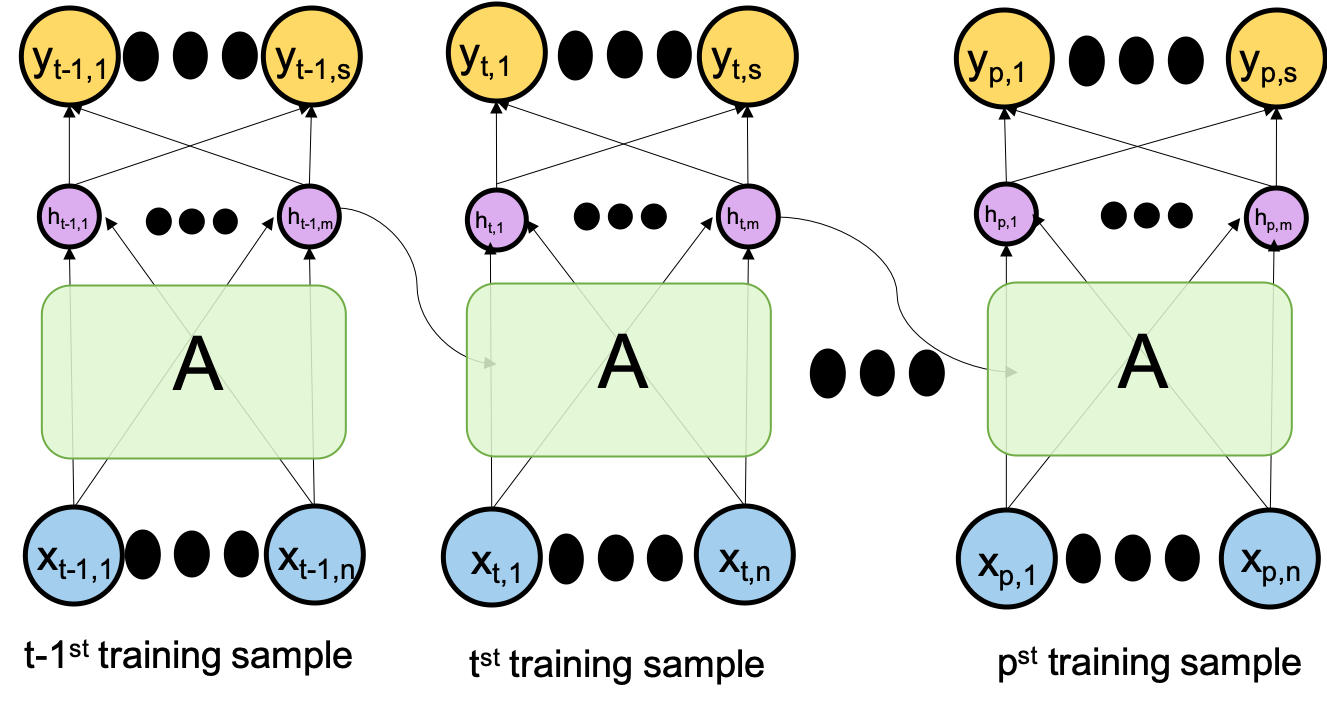 y_{t-1,1} y_{t-1,s} y_{t,1} y_{t,s} y_{p,1} y_{p,s}
h_{t-1,1} h_{t-1,m} h_{t,1} h_{t,m} h_{p,1} h_{p,m}
A A A
x_{t-1,1} x_{t-1,n} x_{t,1} x_{t,n} x_{p,1} x_{p,n}
t-1^{st} training sample t^{st} training sample p^{st} training sample